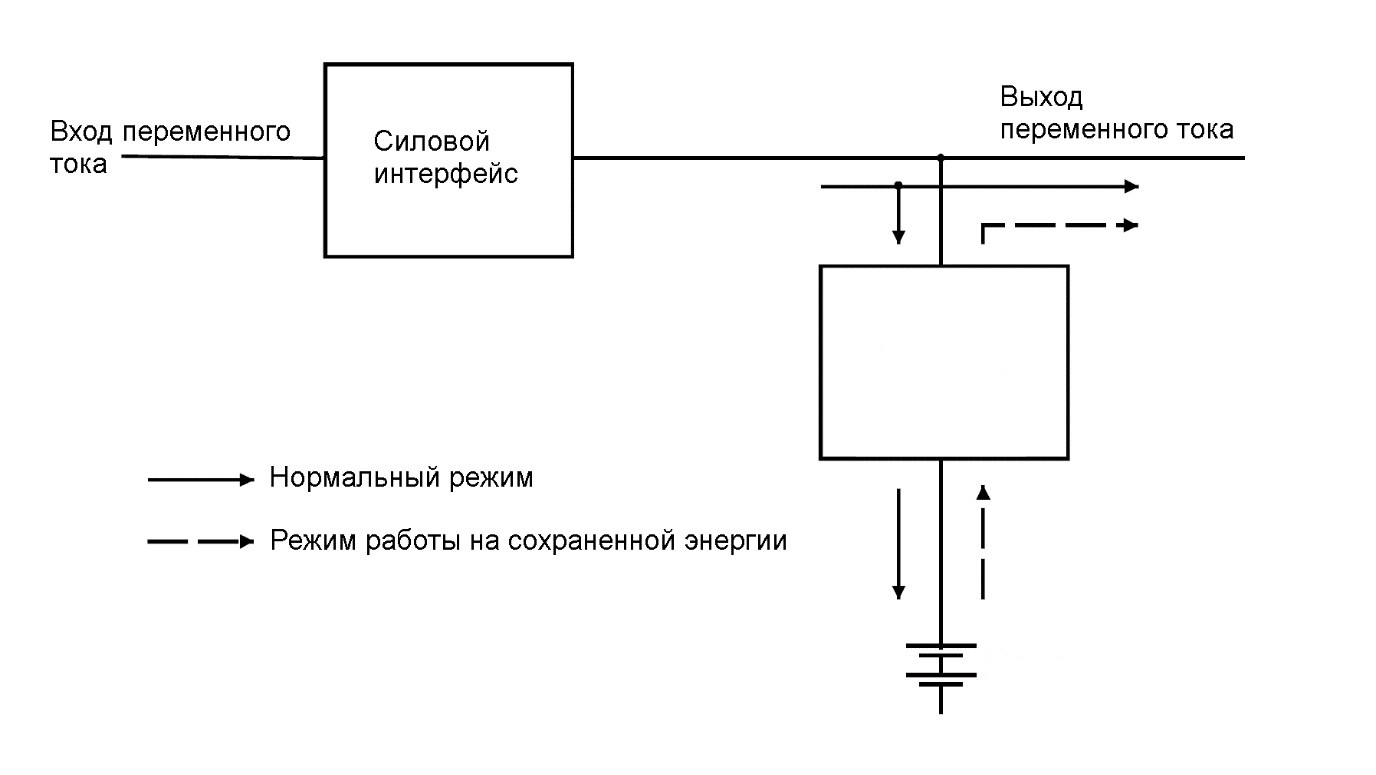 Вход переменного
тока
Силовой
интерфейс
Выход
переменного тока
Нормальный режим
Режим работы на сохраненной энергии